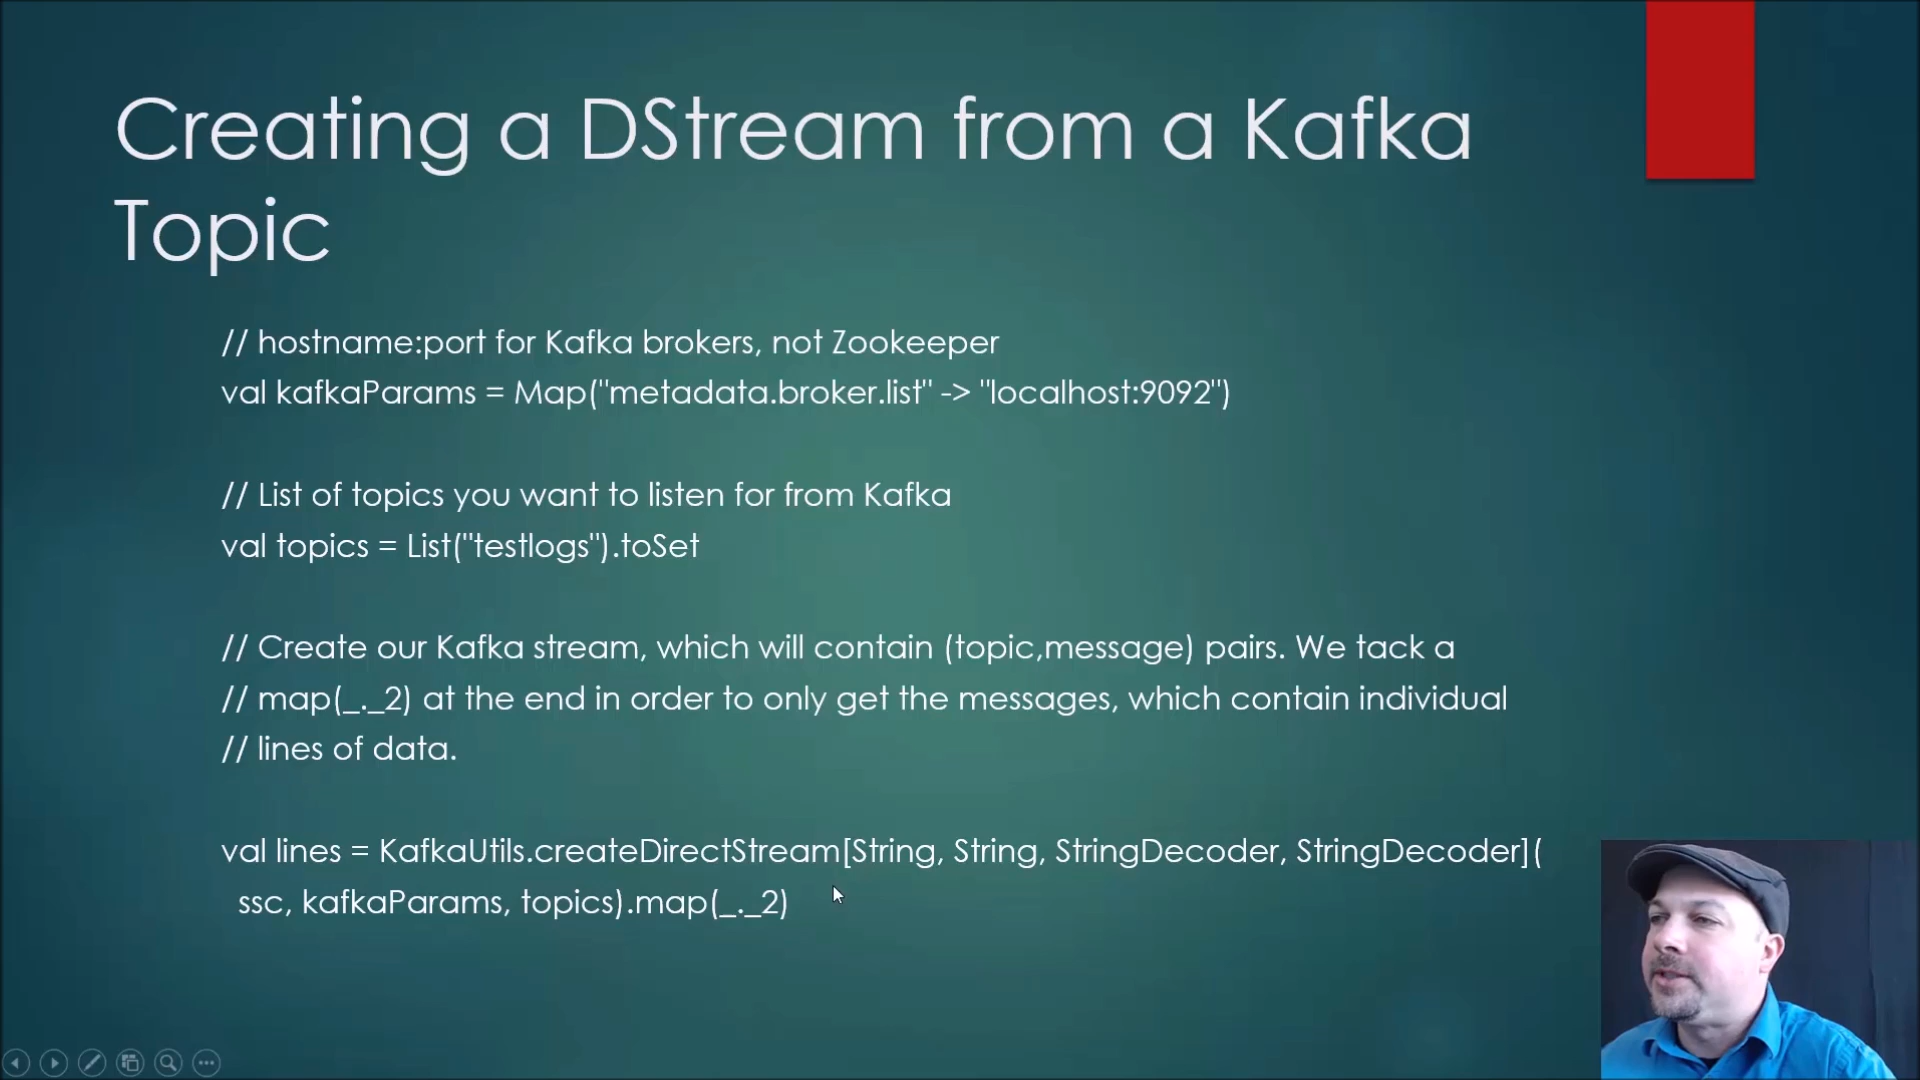 Creating a DStream from a Kafka
Topic
// hostname:port for Kafka brokers, not Zookeeper
val kafkaParams = Map("metadata.broker.list" -> "localhost:9092")
// List of topics you want to listen for from Kafka
val topics = List("testlogs").toSet
// Create our Kafka stream, which will contain (topic,message) pairs. We tack a
// map(_._2) at the end in order to only get the messages, which contain individual
// lines of data.
val lines = KafkaUtils.createDirectStream[String, String, StringDecoder, StringDecoder](
ssc, kafkaParams, topics).map(_._2)